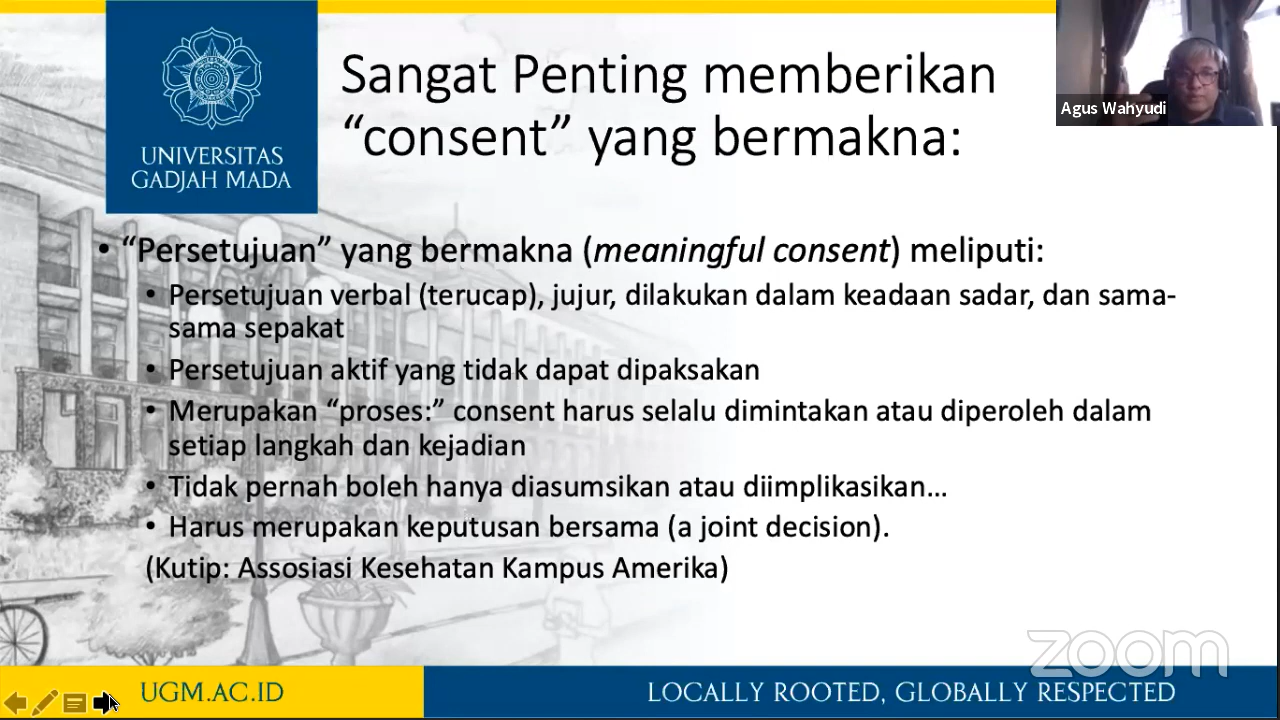 UNIVERSITAS
GADJAH MADA
Sangat Penting memberikan
“consent” yang bermakna:
Agus Wahyudi
• “Persetujuan” yang bermakna (meaningful consent) meliputi:
• Persetujuan verbal (terucap), jujur, dilakukan dalam keadaan sadar, dan sama-
sama sepakat
• Persetujuan aktif yang tidak dapat dipaksakan
• Merupakan “proses:” consent harus selalu dimintakan atau diperoleh dalam
setiap langkah dan kejadian
• Tidak pernah boleh hanya diasumsikan atau diimplikasikan…
• Harus merupakan keputusan bersama (a joint decision).
(Kutip: Assosiasi Kesehatan Kampus Amerika)
zoom
UGM.AC.ID
LOCALLY ROOTED, GLOBALLY RESPECTED